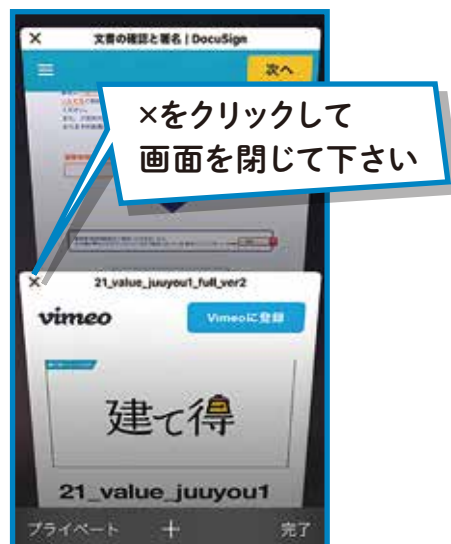 × 文書の確認と署名 | DocuSign
次へ
×をクリックして
画面を閉じて下さい
× 21_value_juuyou1_full_ver2
vimeo
Vimeoに登録
建て得
21_value_juuyou1
プライベート + 完了